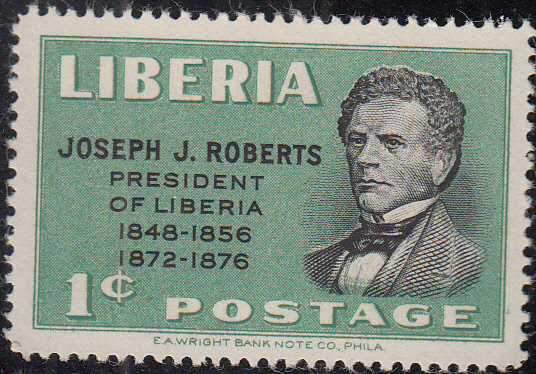 LIBERIA
JOSEPH J. ROBERTS
PRESIDENT
OF LIBERIA
1848-1856
1872-1876
1¢ POSTAGE
E.A.WRIGHT BANK NOTE CO., PHILA.